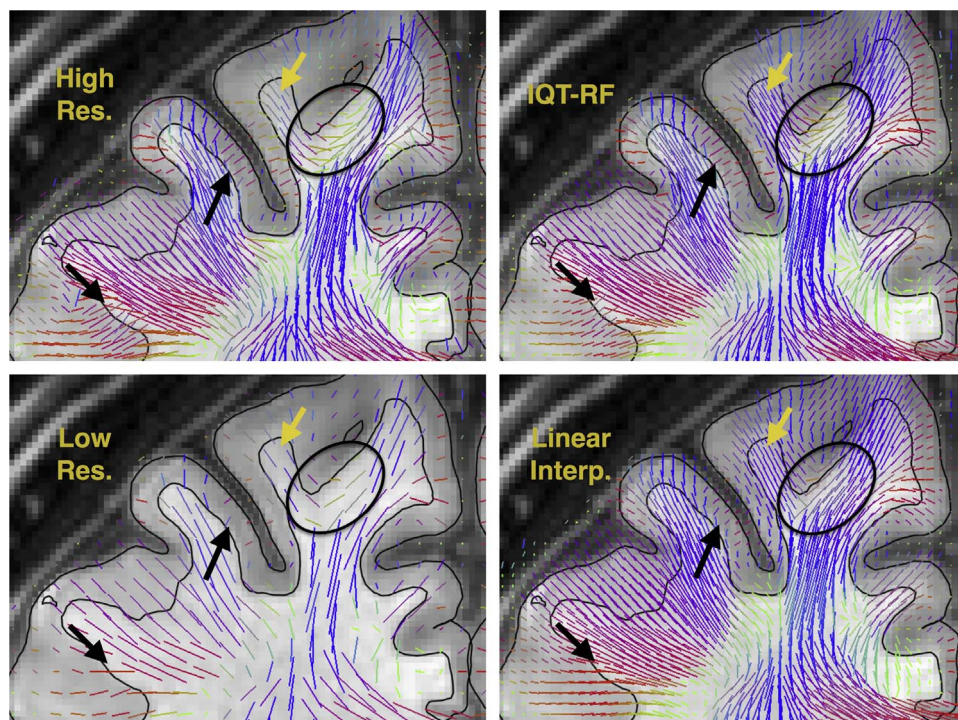 High
Res.
IQT-RF
Low
Res.
Linear
Interp.